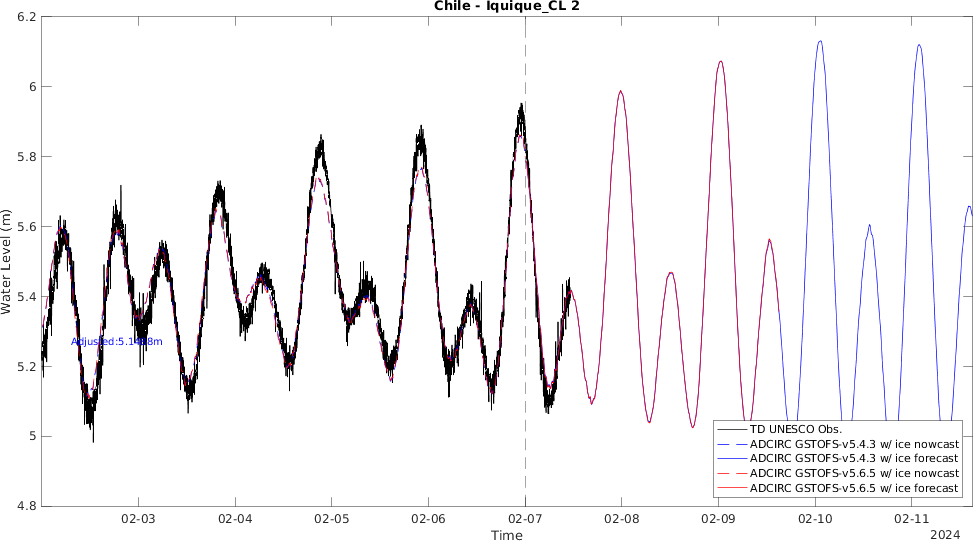 Chile - Iquique_CL 2
6.2
6
5.8
5.6
5.4
5.2
5
4.8
Water Level (m)
TD UNESCO Obs.
ADCIRC GSTOFS-v5.4.3 w/ ice nowcast
ADCIRC GSTOFS-v5.4.3 w/ ice forecast
ADCIRC GSTOFS-v5.6.5 w/ ice nowcast
ADCIRC GSTOFS-v5.6.5 w/ ice forecast
02-03
02-04
02-05
02-06
02-07
02-08
02-09
02-10
02-11
Time
2024